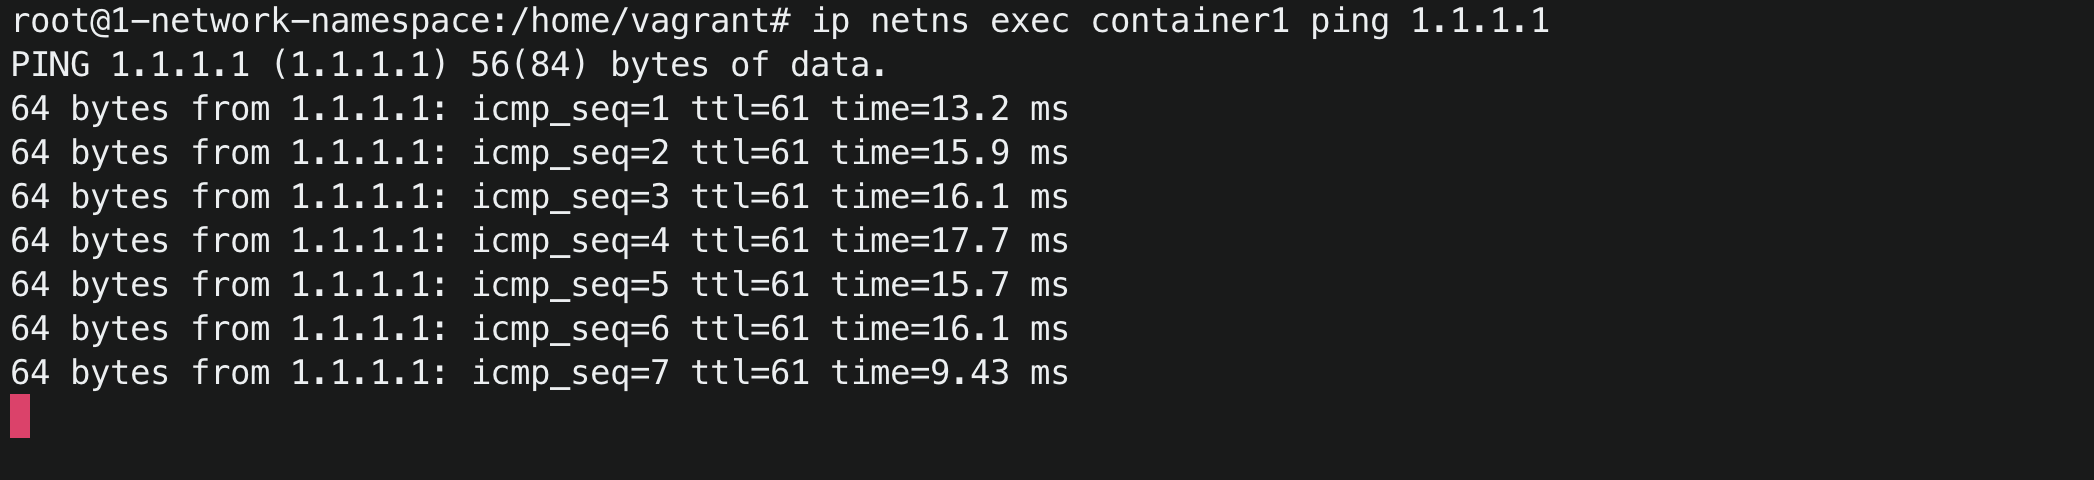 root@1-network-namespace:/home/vagrant# ip netns exec container1 ping 1.1.1.1
PING 1.1.1.1 (1.1.1.1) 56(84) bytes of data.
64 bytes from 1.1.1.1: icmp_seq=1 ttl=61 time=13.2 ms
64 bytes from 1.1.1.1: icmp_seq=2 ttl=61 time=15.9 ms
64 bytes from 1.1.1.1: icmp_seq=3 ttl=61 time=16.1 ms
64 bytes from 1.1.1.1: icmp_seq=4 ttl=61 time=17.7 ms
64 bytes from 1.1.1.1: icmp_seq=5 ttl=61 time=15.7 ms
64 bytes from 1.1.1.1: icmp_seq=6 ttl=61 time=16.1 ms
64 bytes from 1.1.1.1: icmp_seq=7 ttl=61 time=9.43 ms